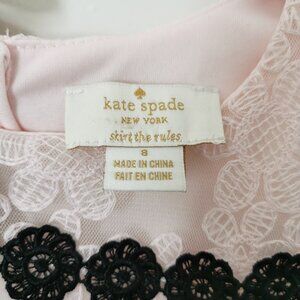 kate spade
NEW YORK
skirt the rules
8
MADE IN CHINA
FAIT EN CHINE